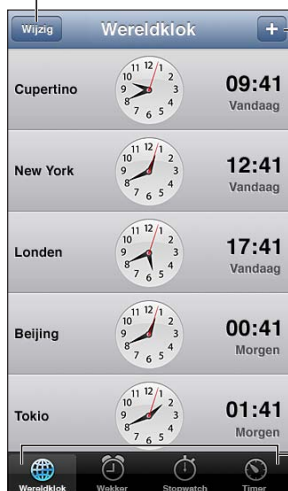 Wijzig Wereldklok +
Cupertino 09:41
Vandaag
New York 12:41
Vandaag
Londen 17:41
Vandaag
Beijing 00:41
Morgen
Tokio 01:41
Morgen
Wereldklok Wekker Stopwatch Timer